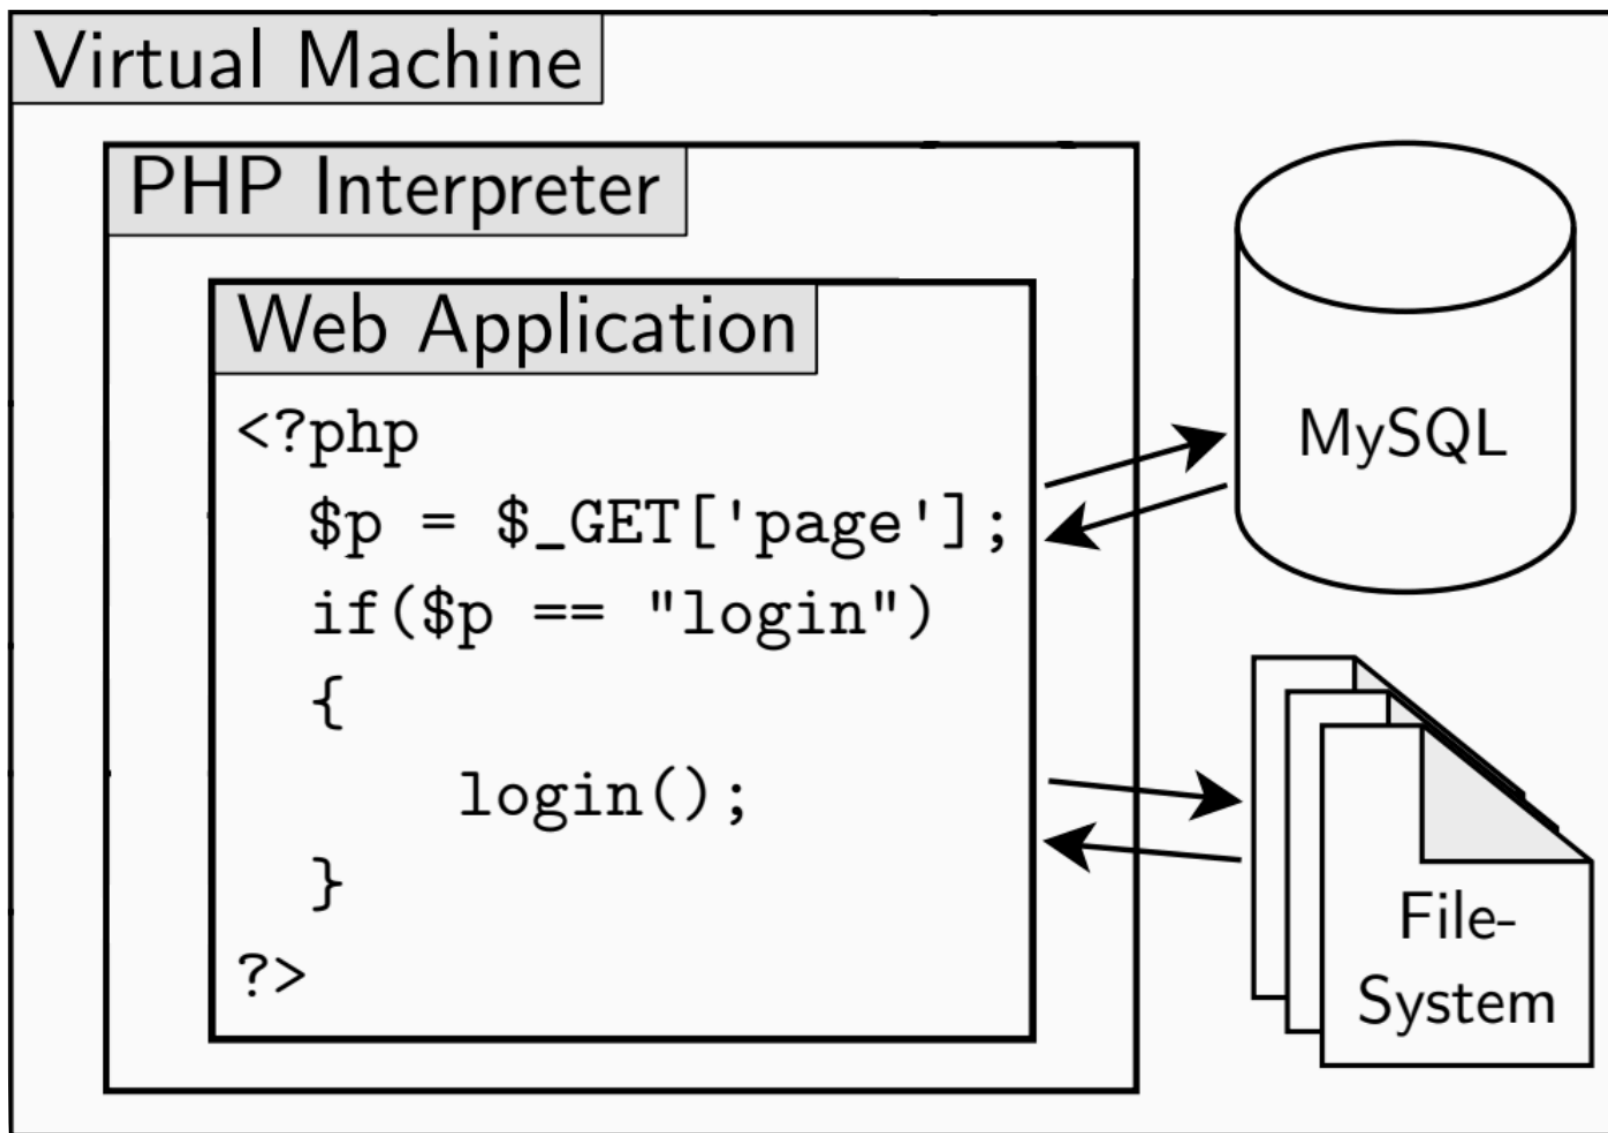 Virtual Machine
PHP Interpreter
Web Application
<?php
$p = $_GET['page'];
if($p == "login")
{
login();
}
?>
MySQL
File-
System